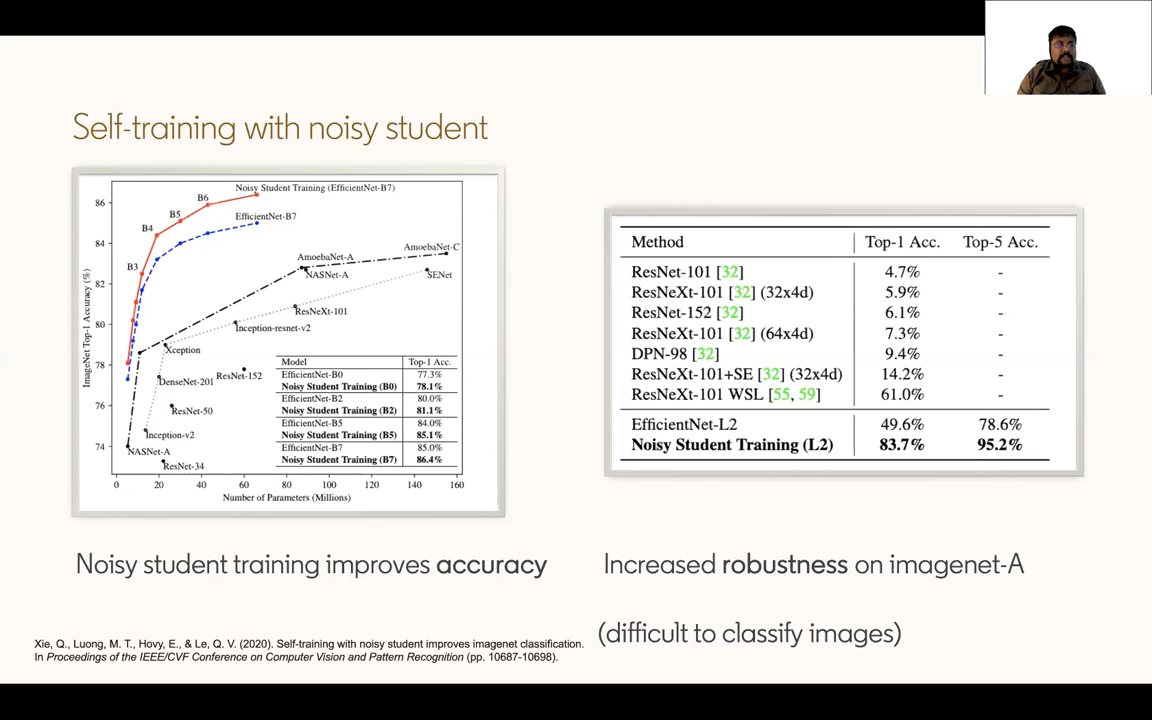 Self-training with noisy student
Noisy Student Training (EfficientNet-B7)
B6
B5
B4
B3
EfficientNet-B7
AmoebaNet-C
AmoebaNet-A
NASNet-A
SENet
ResNeXt-101
Inception-resnet-v2
Xception
ResNet-152
DenseNet-201
ResNet-50
Inception-v2
NASNet-A
ResNet-34
ImageNet Top-1 Accuracy (%)
86
84
82
80
78
76
74
0 20 40 60 80 100 120 140 160
Number of Parameters (Millions)
Model Top-1 Acc.
EfficientNet-B0 77.3%
Noisy Student Training (B0) 78.1%
EfficientNet-B2 80.0%
Noisy Student Training (B2) 81.1%
EfficientNet-B5 84.0%
Noisy Student Training (B5) 85.1%
EfficientNet-B7 85.0%
Noisy Student Training (B7) 86.4%
Noisy student training improves accuracy
Method Top-1 Acc. Top-5 Acc.
ResNet-101 [32] 4.7% -
ResNeXt-101 [32] (32x4d) 5.9% -
ResNet-152 [32] 6.1% -
ResNeXt-101 [32] (64x4d) 7.3% -
DPN-98 [32] 9.4% -
ResNeXt-101+SE [32] (32x4d) 14.2% -
ResNeXt-101 WSL [55, 59] 61.0% -
EfficientNet-L2 49.6% 78.6%
Noisy Student Training (L2) 83.7% 95.2%
Increased robustness on imagenet-A
(difficult to classify images)
Xie, Q., Luong, M. T., Hovy, E., & Le, Q. V. (2020). Self-training with noisy student improves imagenet classification.
In Proceedings of the IEEE/CVF Conference on Computer Vision and Pattern Recognition (pp. 10687-10698).